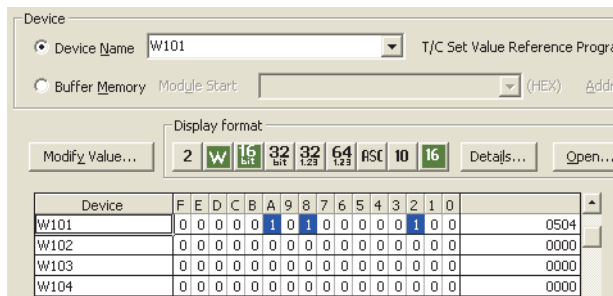 Device
Device Name W101 T/C Set Value Reference Progra
Buffer Memory Module Start (HEX) Addr
Display format
Modify Value... 2 W 16 bit 32 bit 32 1.23 64 1.23 ASC 10 16 Details... Open...
Device F E D C B A 9 8 7 6 5 4 3 2 1 0
W101 0 0 0 0 0 1 0 1 0 0 0 0 0 1 0 0 0504
W102 0 0 0 0 0 0 0 0 0 0 0 0 0 0 0 0 0000
W103 0 0 0 0 0 0 0 0 0 0 0 0 0 0 0 0 0000
W104 0 0 0 0 0 0 0 0 0 0 0 0 0 0 0 0 0000